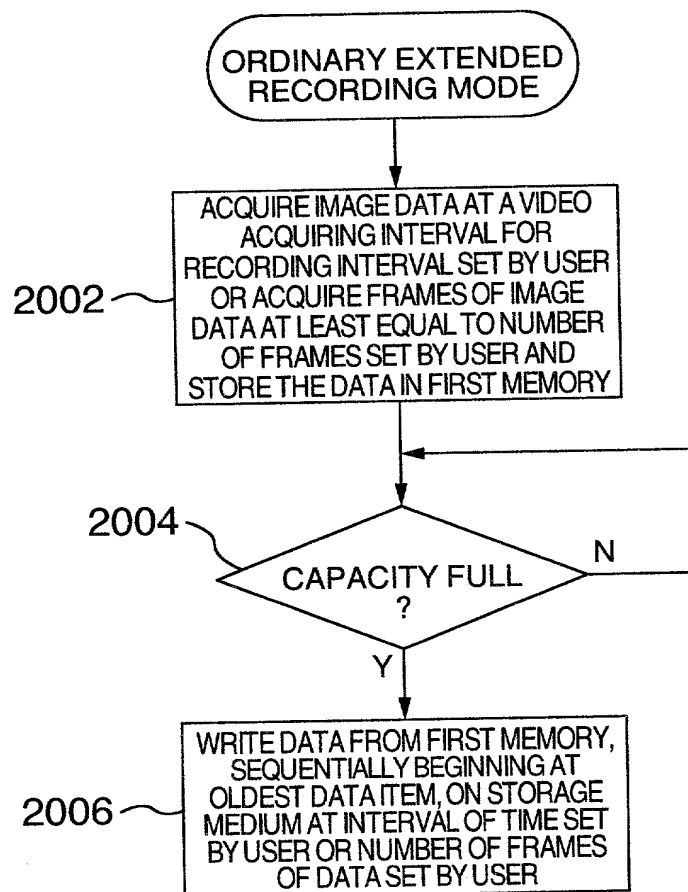 ORDINARY EXTENDED
RECORDING MODE
ACQUIRE IMAGE DATA AT A VIDEO
ACQUIRING INTERVAL FOR
RECORDING INTERVAL SET BY USER
OR ACQUIRE FRAMES OF IMAGE
DATA AT LEAST EQUAL TO NUMBER
OF FRAMES SET BY USER AND
STORE THE DATA IN FIRST MEMORY
2002
2004
CAPACITY FULL
?
N
Y
WRITE DATA FROM FIRST MEMORY,
SEQUENTIALLY BEGINNING AT
OLDEST DATA ITEM, ON STORAGE
MEDIUM AT INTERVAL OF TIME SET
BY USER OR NUMBER OF FRAMES
OF DATA SET BY USER
2006